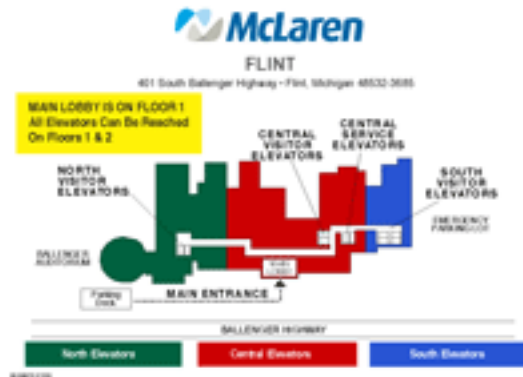 McLaren
FLINT
401 South Ballenger Highway - Flint, Michigan 48532-3685
MAIN LOBBY IS ON FLOOR 1
All Elevators Can Be Reached
On Floors 1 & 2
CENTRAL
VISITOR
ELEVATORS
CENTRAL
SERVICE
ELEVATORS
NORTH
VISITOR
ELEVATORS
SOUTH
VISITOR
ELEVATORS
EMERGENCY
PARKING LOT
BALLENGER
AUDITORIUM
MAIN
LOBBY
Parking
Deck
MAIN ENTRANCE
BALLENGER HIGHWAY
North Elevators
Central Elevators
South Elevators